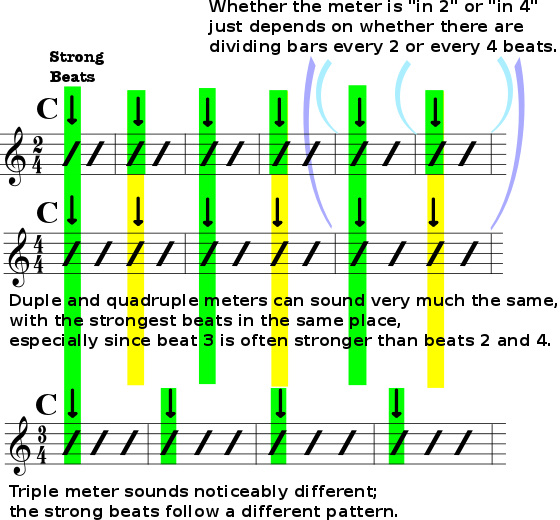 Whether the meter is "in 2" or "in 4"
just depends on whether there are
dividing bars every 2 or every 4 beats.
Strong
Beats
C
2
4
C
4
4
Duple and quadruple meters can sound very much the same,
with the strongest beats in the same place,
especially since beat 3 is often stronger than beats 2 and 4.
C
3
4
Triple meter sounds noticeably different;
the strong beats follow a different pattern.